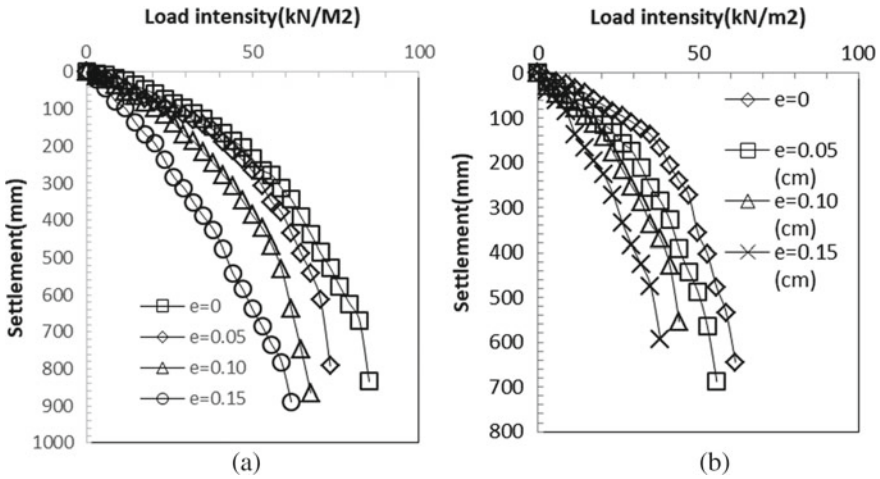 Load intensity(kN/M2)
0 50 100
Settlement(mm)
0
100
200
300
400
500
600
700
800
900
1000
e=0
e=0.05
e=0.10
e=0.15
(a)
Load intensity(kN/m2)
0 50 100
Settlement(mm)
0
100
200
300
400
500
600
700
800
e=0
e=0.05
(cm)
e=0.10
(cm)
e=0.15
(cm)
(b)